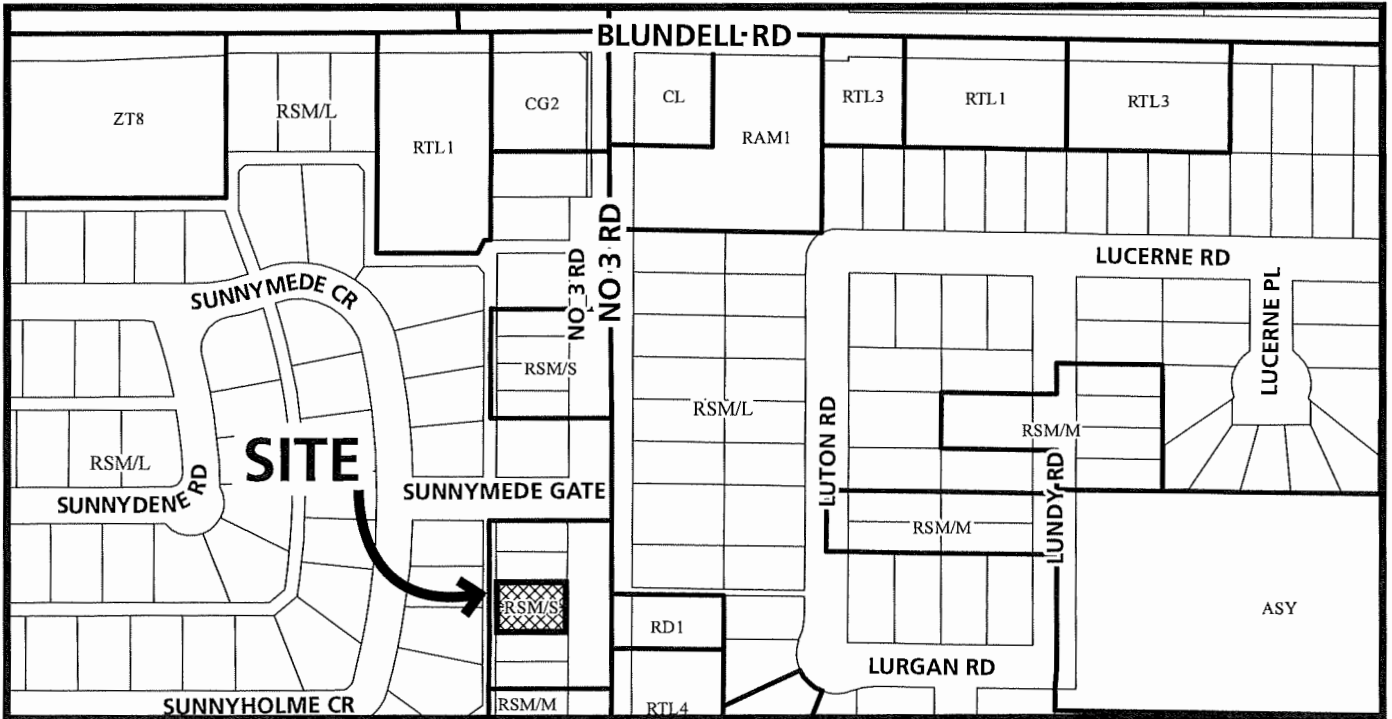 BLUNDELL RD
ZT8
RSM/L
RTL1
CG2
CL
RAM1
RTL3
RTL1
RTL3
NO 3 RD
NO 3 RD
SUNNYMEDE CR
LUCERNE RD
LUCERNE PL
RSM/S
RSM/L
LUTON RD
RSM/M
RSM/L
SITE
SUNNYDENE RD
SUNNYMEDE GATE
RSM/M
LUNDY RD
RSM/S
RD1
ASY
LURGAN RD
SUNNYHOLME CR
RSM/M
RTL4